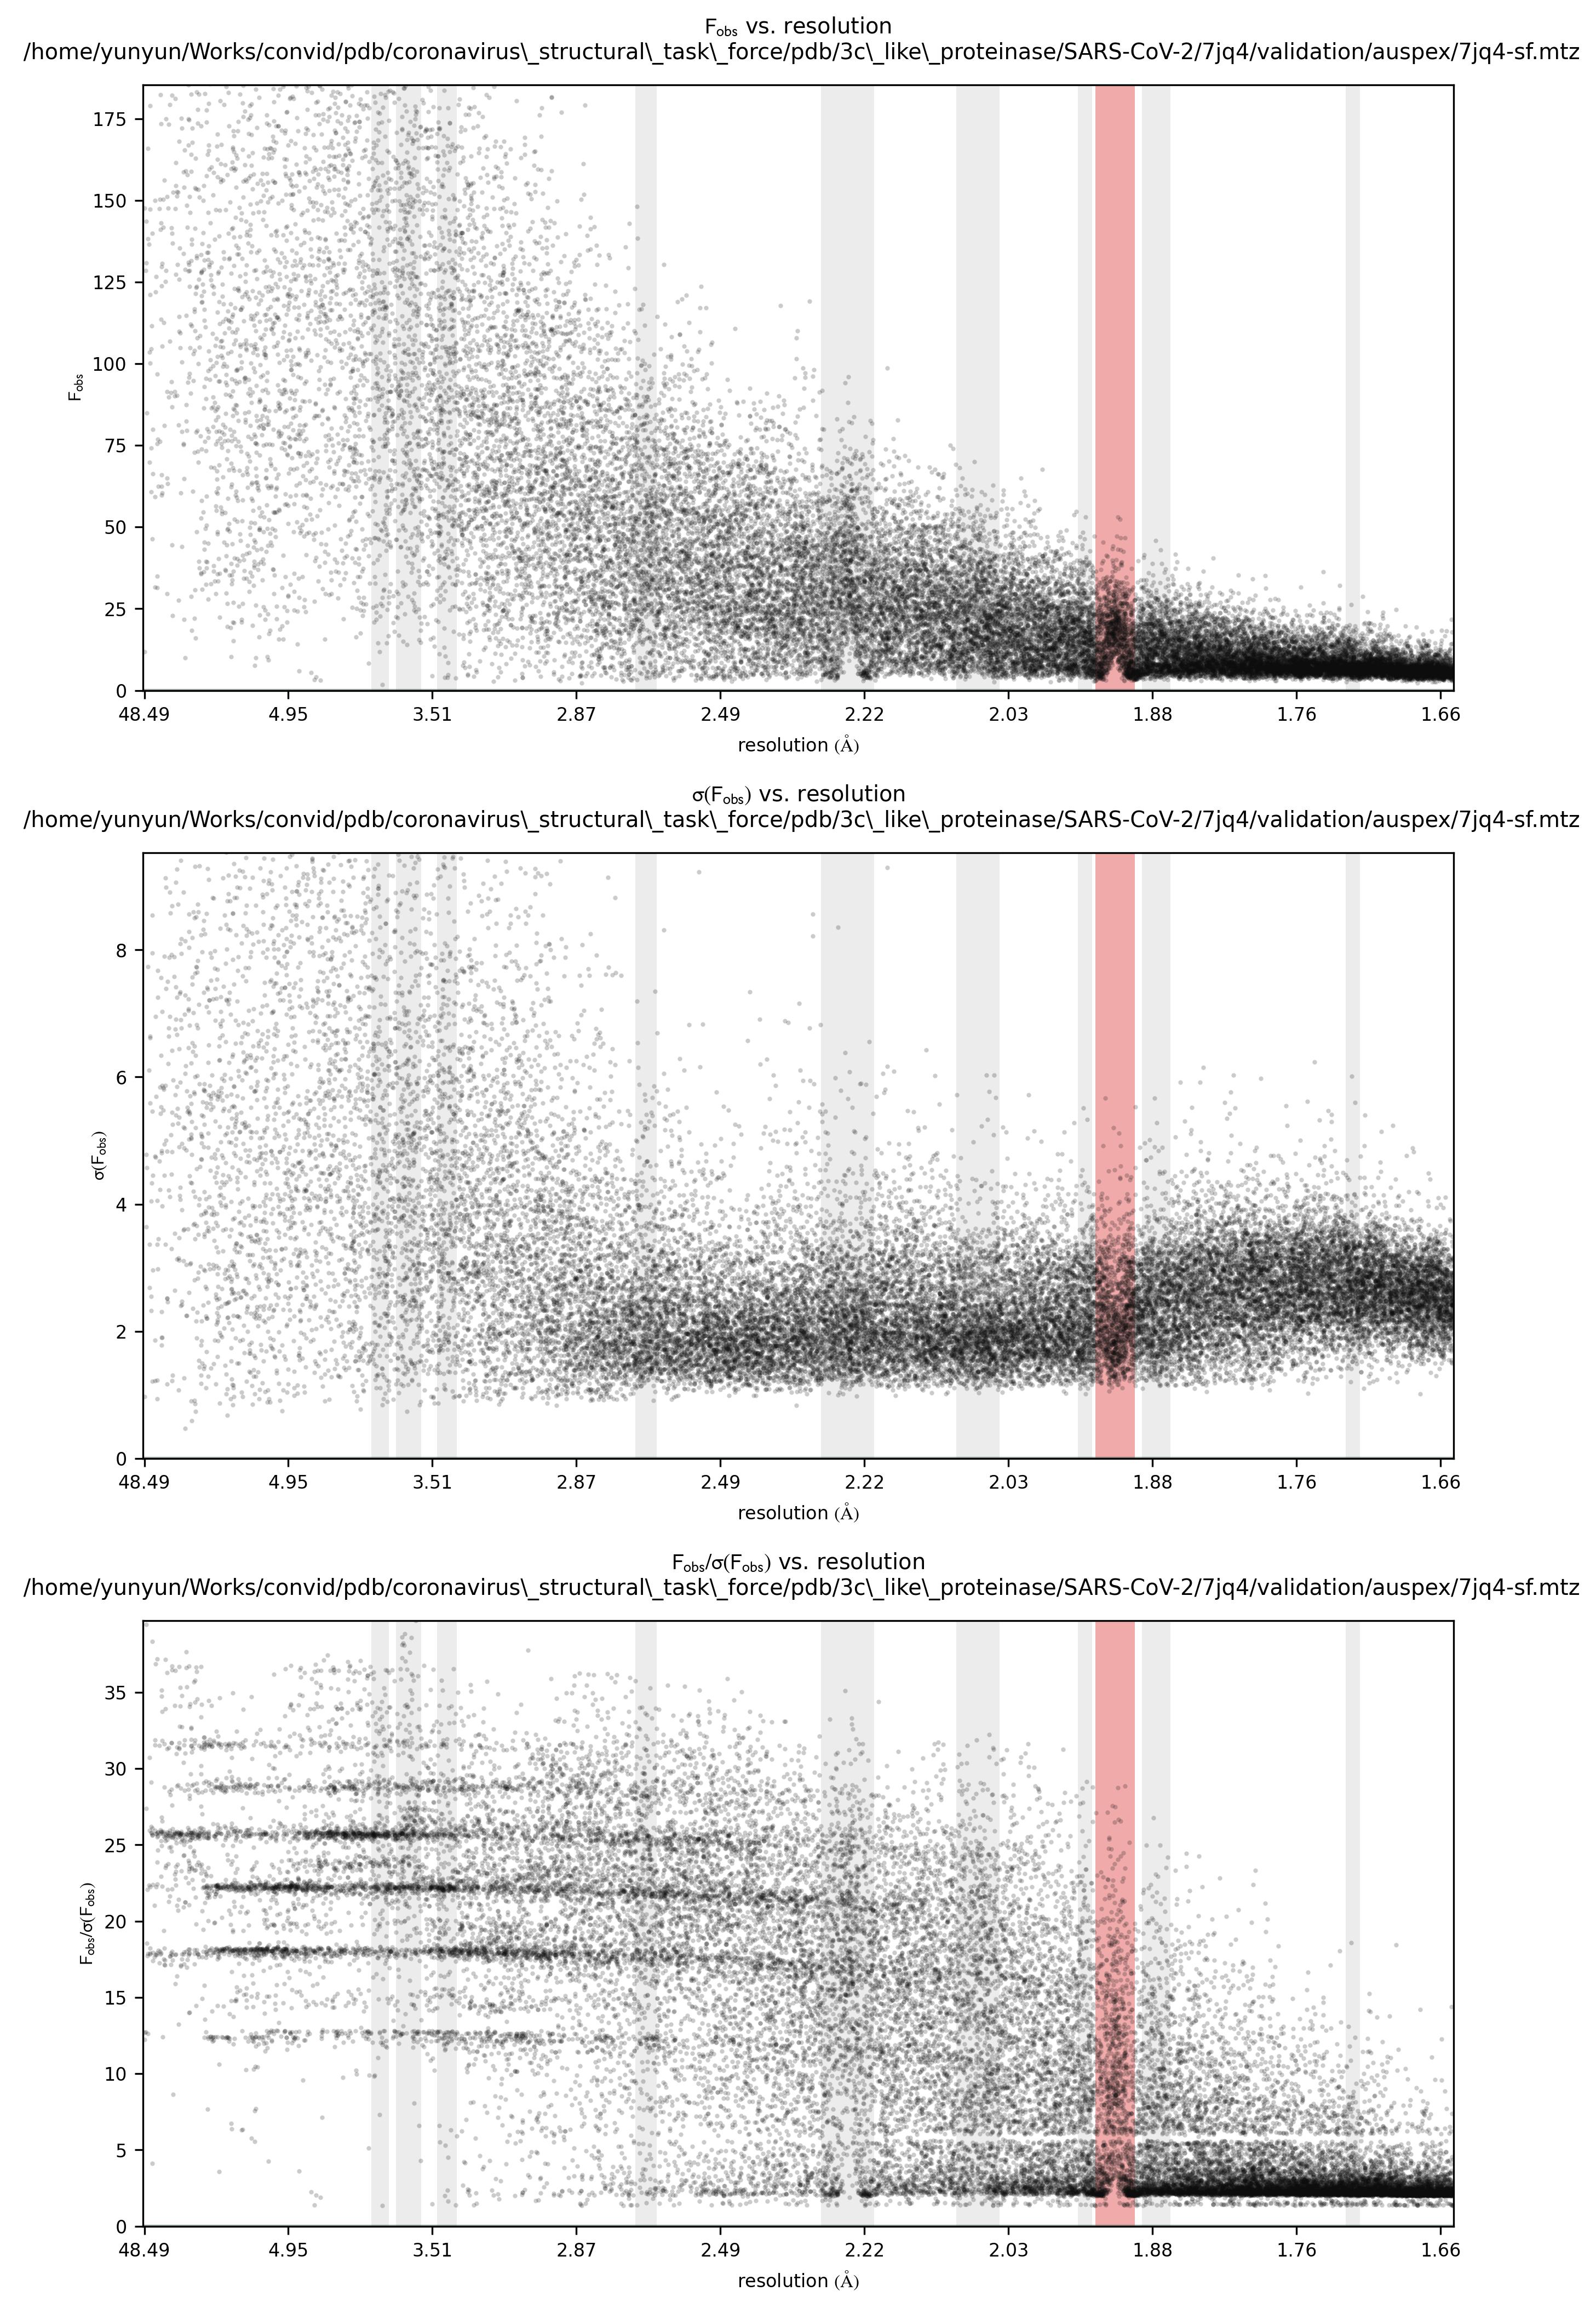 Fobs vs. resolution
/home/yunyun/Works/convid/pdb/coronavirus\_structural\_task\_force/pdb/3c\_like\_proteinase/SARS-CoV-2/7jq4/validation/auspex/7jq4-sf.mtz
175
150
125
100
75
50
25
0
Fobs
48.49 4.95 3.51 2.87 2.49 2.22 2.03 1.88 1.76 1.66
resolution (Å)
σ(Fobs) vs. resolution
/home/yunyun/Works/convid/pdb/coronavirus\_structural\_task\_force/pdb/3c\_like\_proteinase/SARS-CoV-2/7jq4/validation/auspex/7jq4-sf.mtz
8
6
4
2
0
σ(Fobs)
48.49 4.95 3.51 2.87 2.49 2.22 2.03 1.88 1.76 1.66
resolution (Å)
Fobs/σ(Fobs) vs. resolution
/home/yunyun/Works/convid/pdb/coronavirus\_structural\_task\_force/pdb/3c\_like\_proteinase/SARS-CoV-2/7jq4/validation/auspex/7jq4-sf.mtz
35
30
25
20
15
10
5
0
Fobs/σ(Fobs)
48.49 4.95 3.51 2.87 2.49 2.22 2.03 1.88 1.76 1.66
resolution (Å)